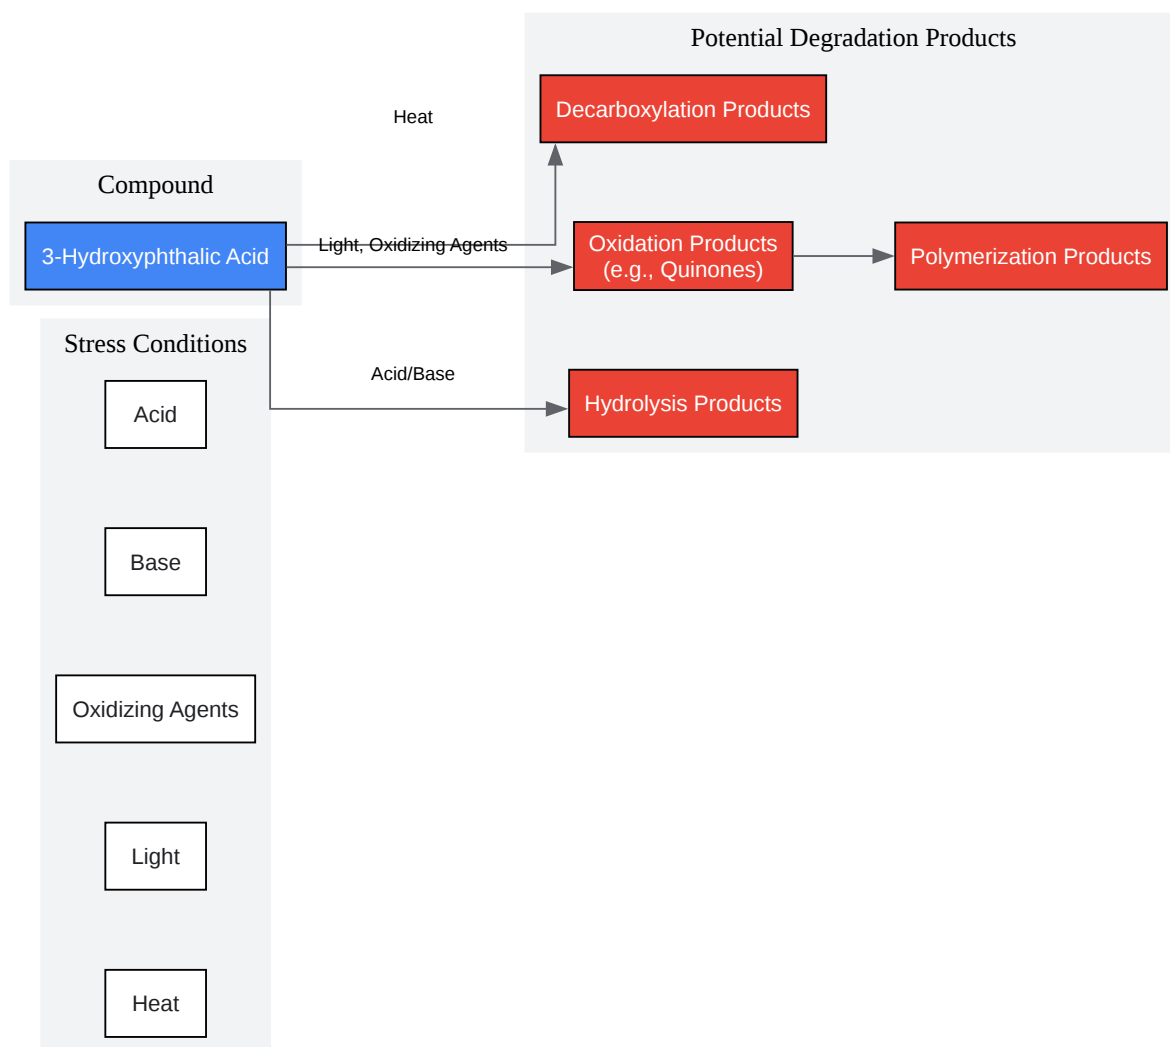 Potential Degradation Products
Decarboxylation Products
Heat
Compound
3-Hydroxyphthalic Acid
Light, Oxidizing Agents
Oxidation Products
(e.g., Quinones)
Polymerization Products
Stress Conditions
Acid/Base
Hydrolysis Products
Acid
Base
Oxidizing Agents
Light
Heat